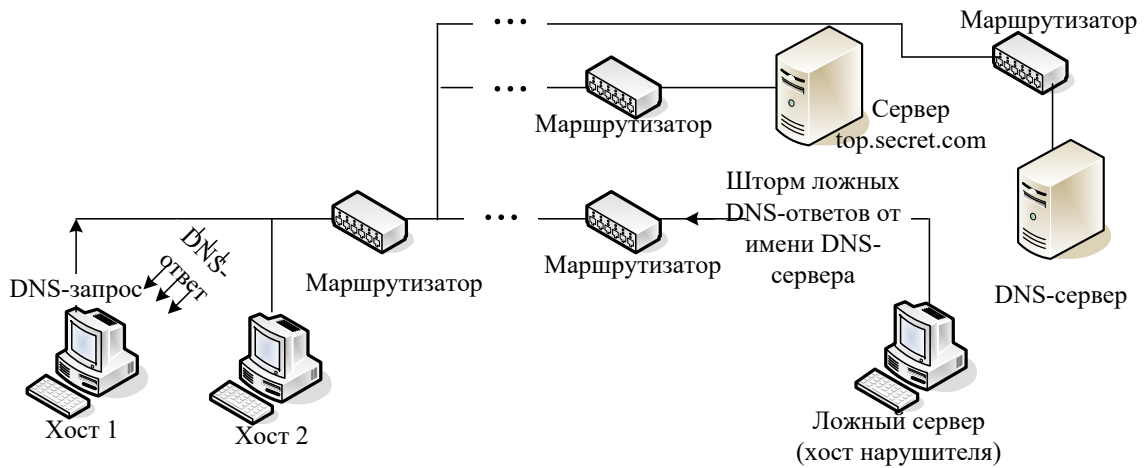 Маршрутизатор
Маршрутизатор
Сервер
top.secret.com
Шторм ложных
DNS-ответов от
имени DNS-
сервера
Маршрутизатор
Маршрутизатор
DNS-сервер
DNS-запрос
DNS-
ответ
Хост 1
Хост 2
Ложный сервер
(хост нарушителя)